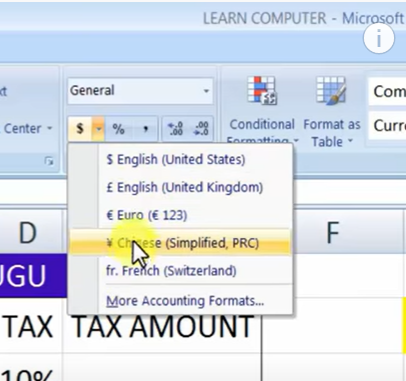 LEARN COMPUTER - Microsoft
i
General
Center
$ % ,
Conditional Formatting
Format as Table
Com
Curre
$ English (United States)
£ English (United Kingdom)
€ Euro (€ 123)
¥ Chinese (Simplified, PRC)
fr. French (Switzerland)
More Accounting Formats...
D
F
UGU
TAX
TAX AMOUNT
10%